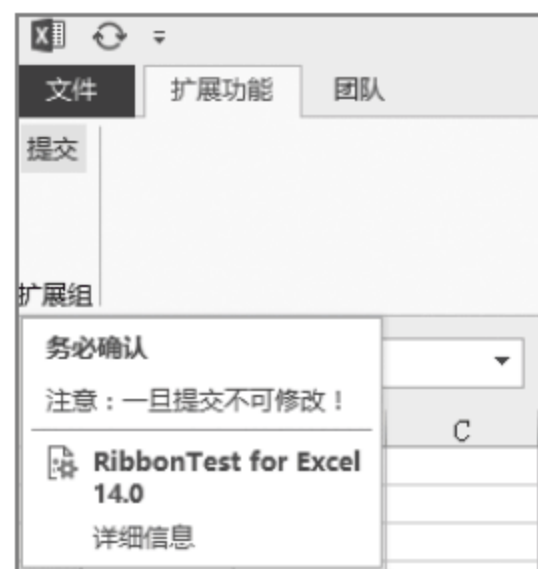 文件 扩展功能 团队
提交
扩展组
务必确认
注意：一旦提交不可修改！
C
RibbonTest for Excel
14.0
详细信息